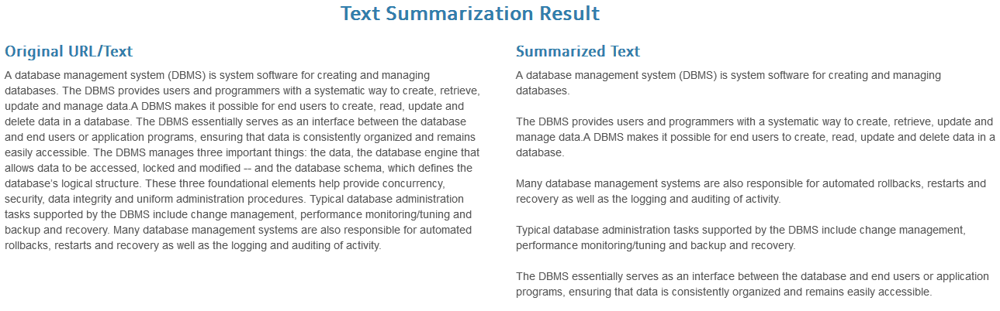 Text Summarization Result
Original URL/Text
A database management system (DBMS) is system software for creating and managing
databases. The DBMS provides users and programmers with a systematic way to create, retrieve,
update and manage data.A DBMS makes it possible for end users to create, read, update and
delete data in a database. The DBMS essentially serves as an interface between the database
and end users or application programs, ensuring that data is consistently organized and remains
easily accessible. The DBMS manages three important things: the data, the database engine that
allows data to be accessed, locked and modified -- and the database schema, which defines the
database’s logical structure. These three foundational elements help provide concurrency,
security, data integrity and uniform administration procedures. Typical database administration
tasks supported by the DBMS include change management, performance monitoring/tuning and
backup and recovery. Many database management systems are also responsible for automated
rollbacks, restarts and recovery as well as the logging and auditing of activity.
Summarized Text
A database management system (DBMS) is system software for creating and managing
databases.
The DBMS provides users and programmers with a systematic way to create, retrieve, update and
manage data.A DBMS makes it possible for end users to create, read, update and delete data in a
database.
Many database management systems are also responsible for automated rollbacks, restarts and
recovery as well as the logging and auditing of activity.
Typical database administration tasks supported by the DBMS include change management,
performance monitoring/tuning and backup and recovery.
The DBMS essentially serves as an interface between the database and end users or application
programs, ensuring that data is consistently organized and remains easily accessible.